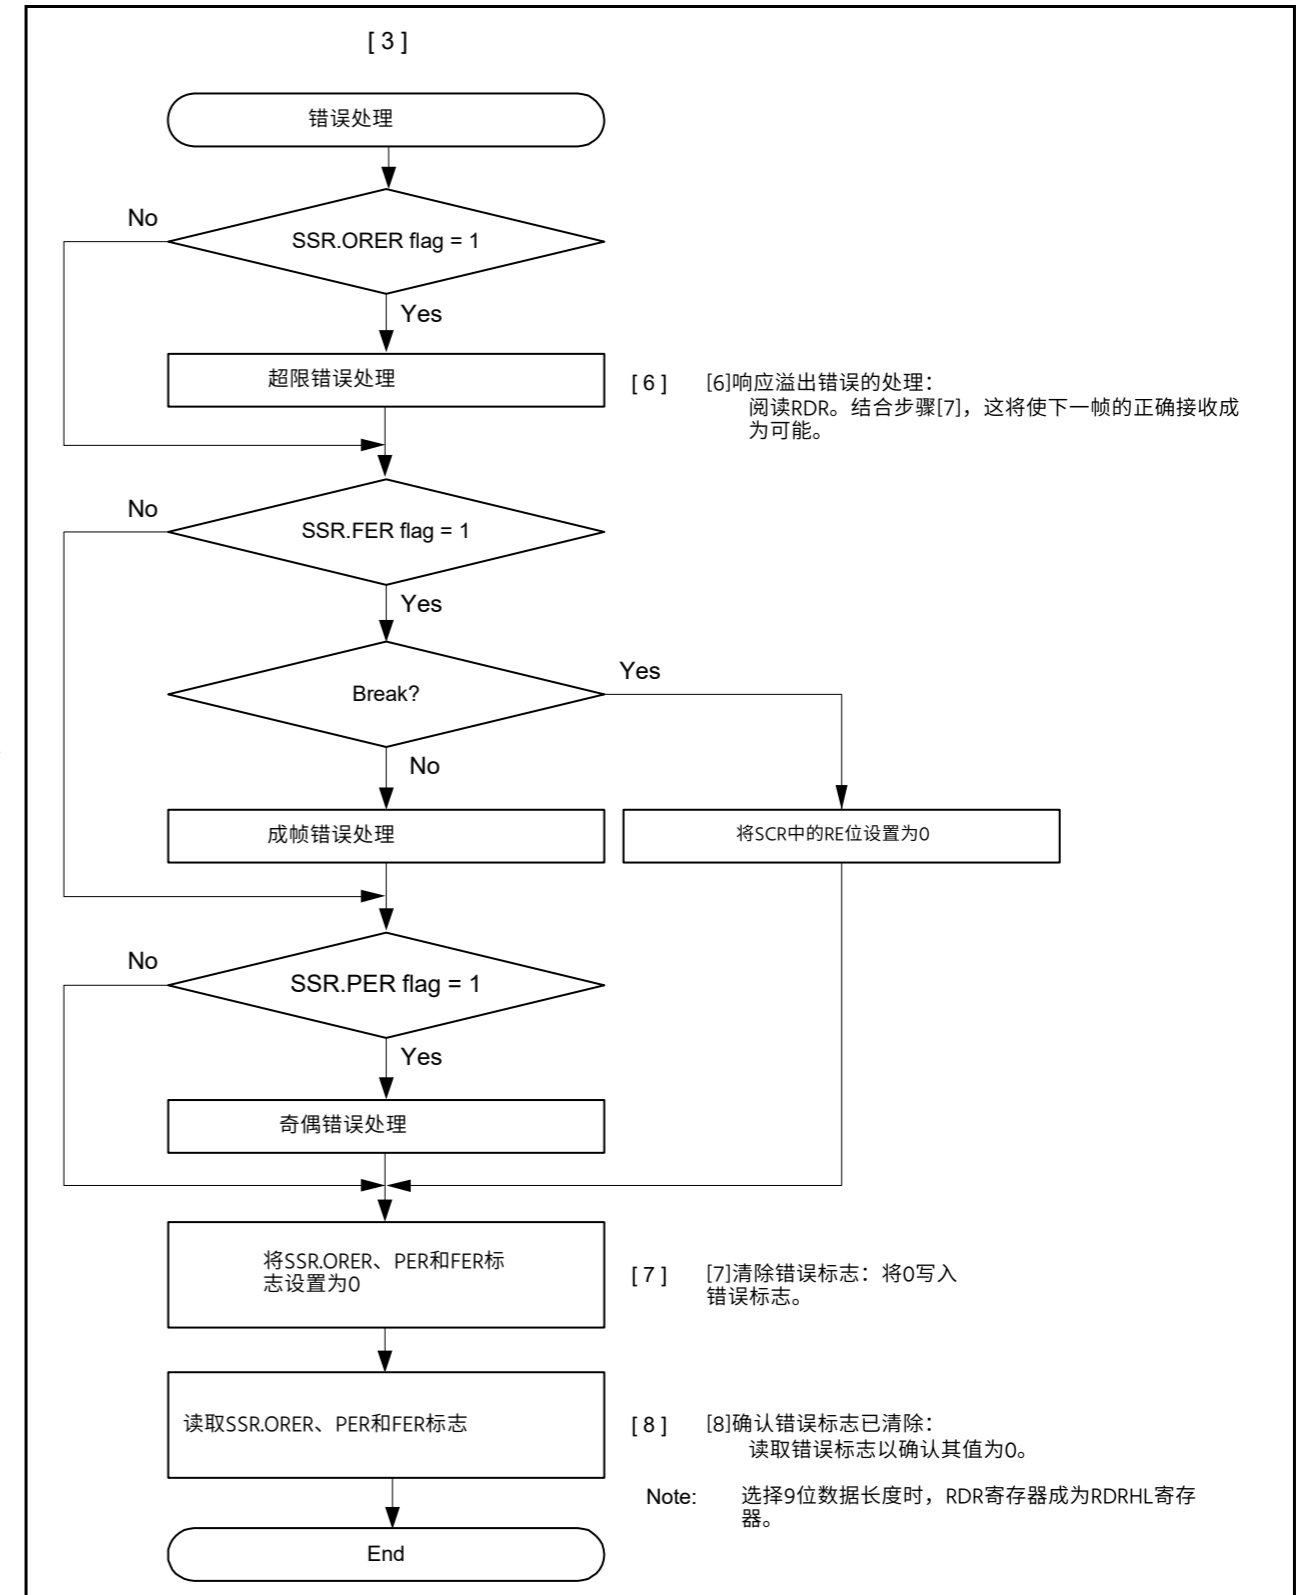 [ 3 ]
错误处理
No
SSR.ORER flag = 1
Yes
超限错误处理
[ 6 ] [6]响应溢出错误的处理：
阅读RDR。结合步骤[7]，这将使下一帧的正确接收成
为可能。
No
SSR.FER flag = 1
Yes
Break?
Yes
No
成帧错误处理
将SCR中的RE位设置为0
No
SSR.PER flag = 1
Yes
奇偶错误处理
将SSR.ORER、PER和FER标
志设置为0
[ 7 ] [7]清除错误标志：将0写入
错误标志。
读取SSR.ORER、PER和FER标志
[ 8 ] [8]确认错误标志已清除：
读取错误标志以确认其值为0。
Note: 选择9位数据长度时，RDR寄存器成为RDRHL寄存
器。
End